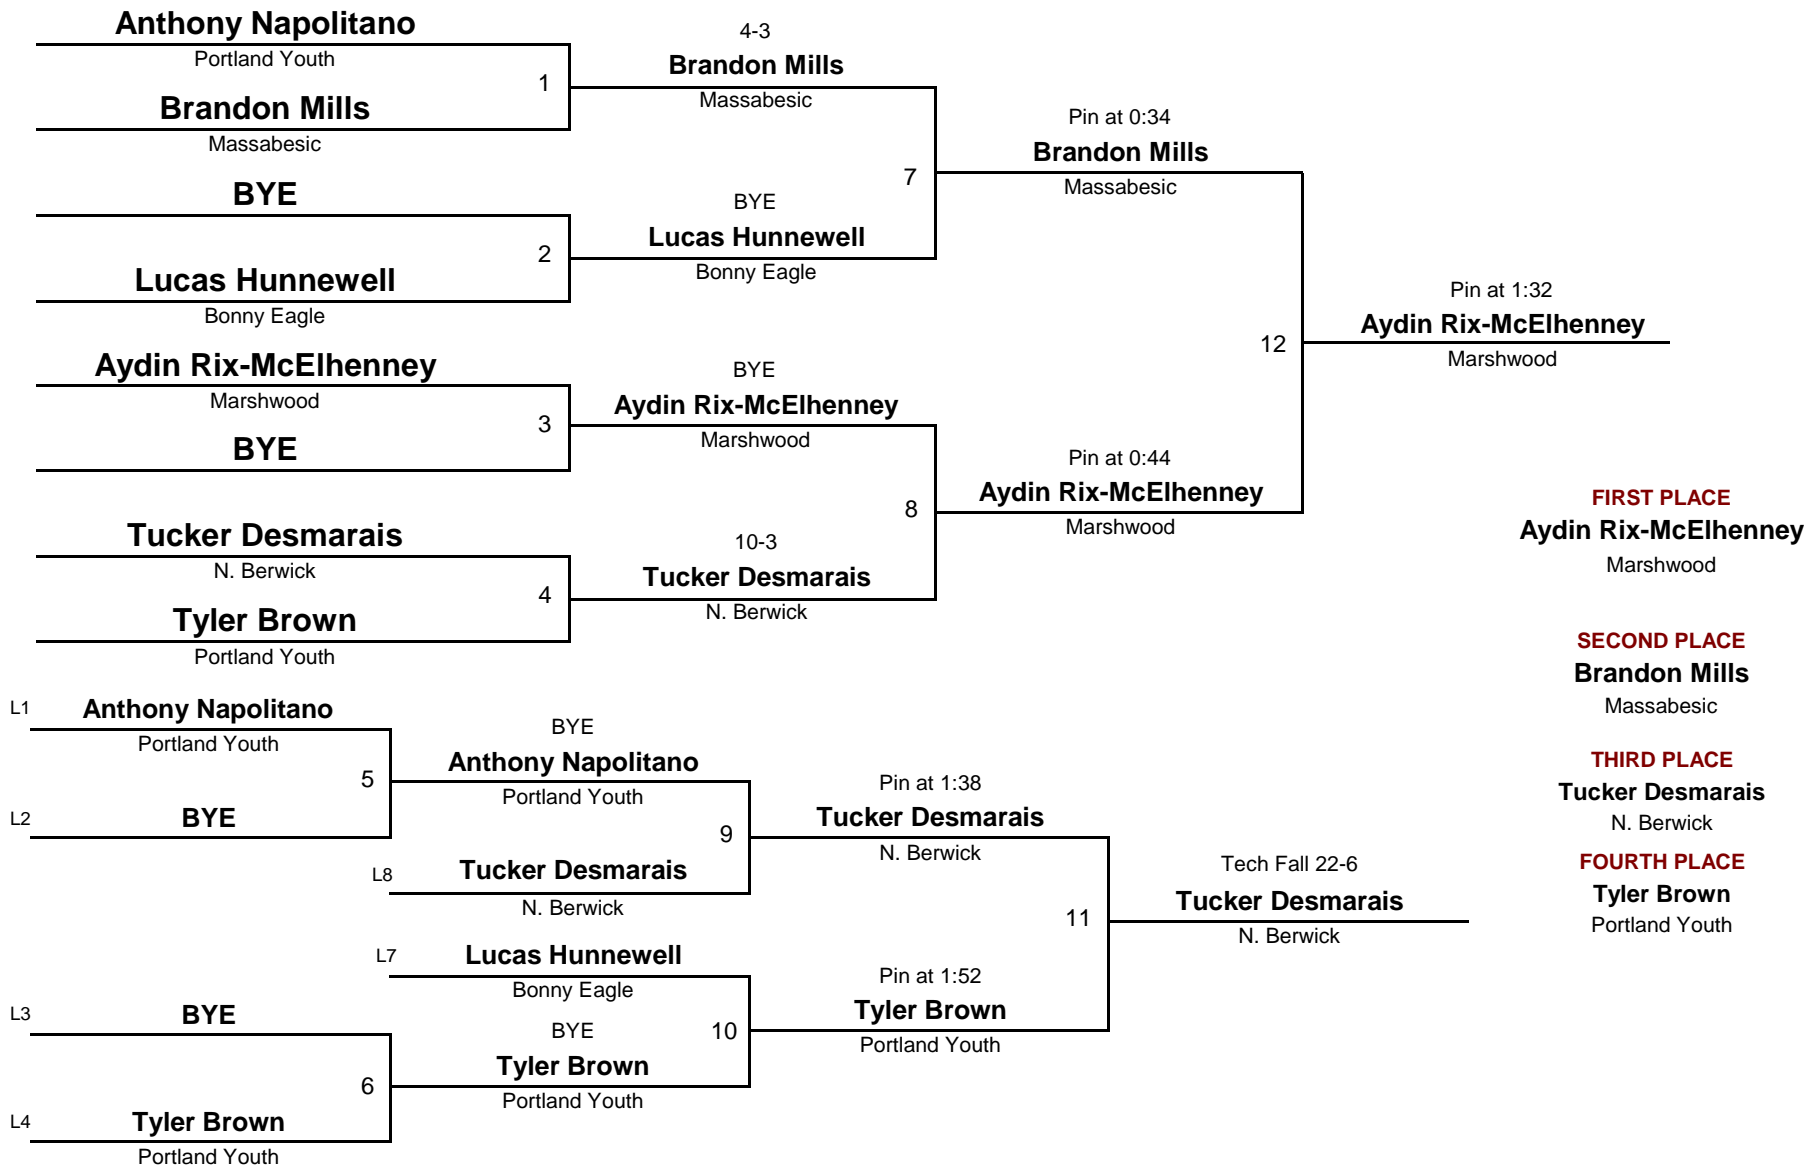 Anthony Napolitano
Portland Youth
1
Brandon Mills
Massabesic
BYE
2
Lucas Hunnewell
Bonny Eagle
Aydin Rix-McElhenney
Marshwood
3
BYE
Tucker Desmarais
N. Berwick
4
Tyler Brown
Portland Youth
4-3
Brandon Mills
Massabesic
7
BYE
Lucas Hunnewell
Bonny Eagle
BYE
Aydin Rix-McElhenney
Marshwood
8
10-3
Tucker Desmarais
N. Berwick
Pin at 0:34
Brandon Mills
Massabesic
12
Pin at 0:44
Aydin Rix-McElhenney
Marshwood
Pin at 1:32
Aydin Rix-McElhenney
Marshwood
FIRST PLACE
Aydin Rix-McElhenney
Marshwood
SECOND PLACE
Brandon Mills
Massabesic
THIRD PLACE
Tucker Desmarais
N. Berwick
FOURTH PLACE
Tyler Brown
Portland Youth
L1
Anthony Napolitano
Portland Youth
5
L2
BYE
BYE
Anthony Napolitano
Portland Youth
9
L8
Tucker Desmarais
N. Berwick
L7
Lucas Hunnewell
Bonny Eagle
10
L3
BYE
6
L4
Tyler Brown
Portland Youth
BYE
Tyler Brown
Portland Youth
Pin at 1:38
Tucker Desmarais
N. Berwick
11
Pin at 1:52
Tyler Brown
Portland Youth
Tech Fall 22-6
Tucker Desmarais
N. Berwick